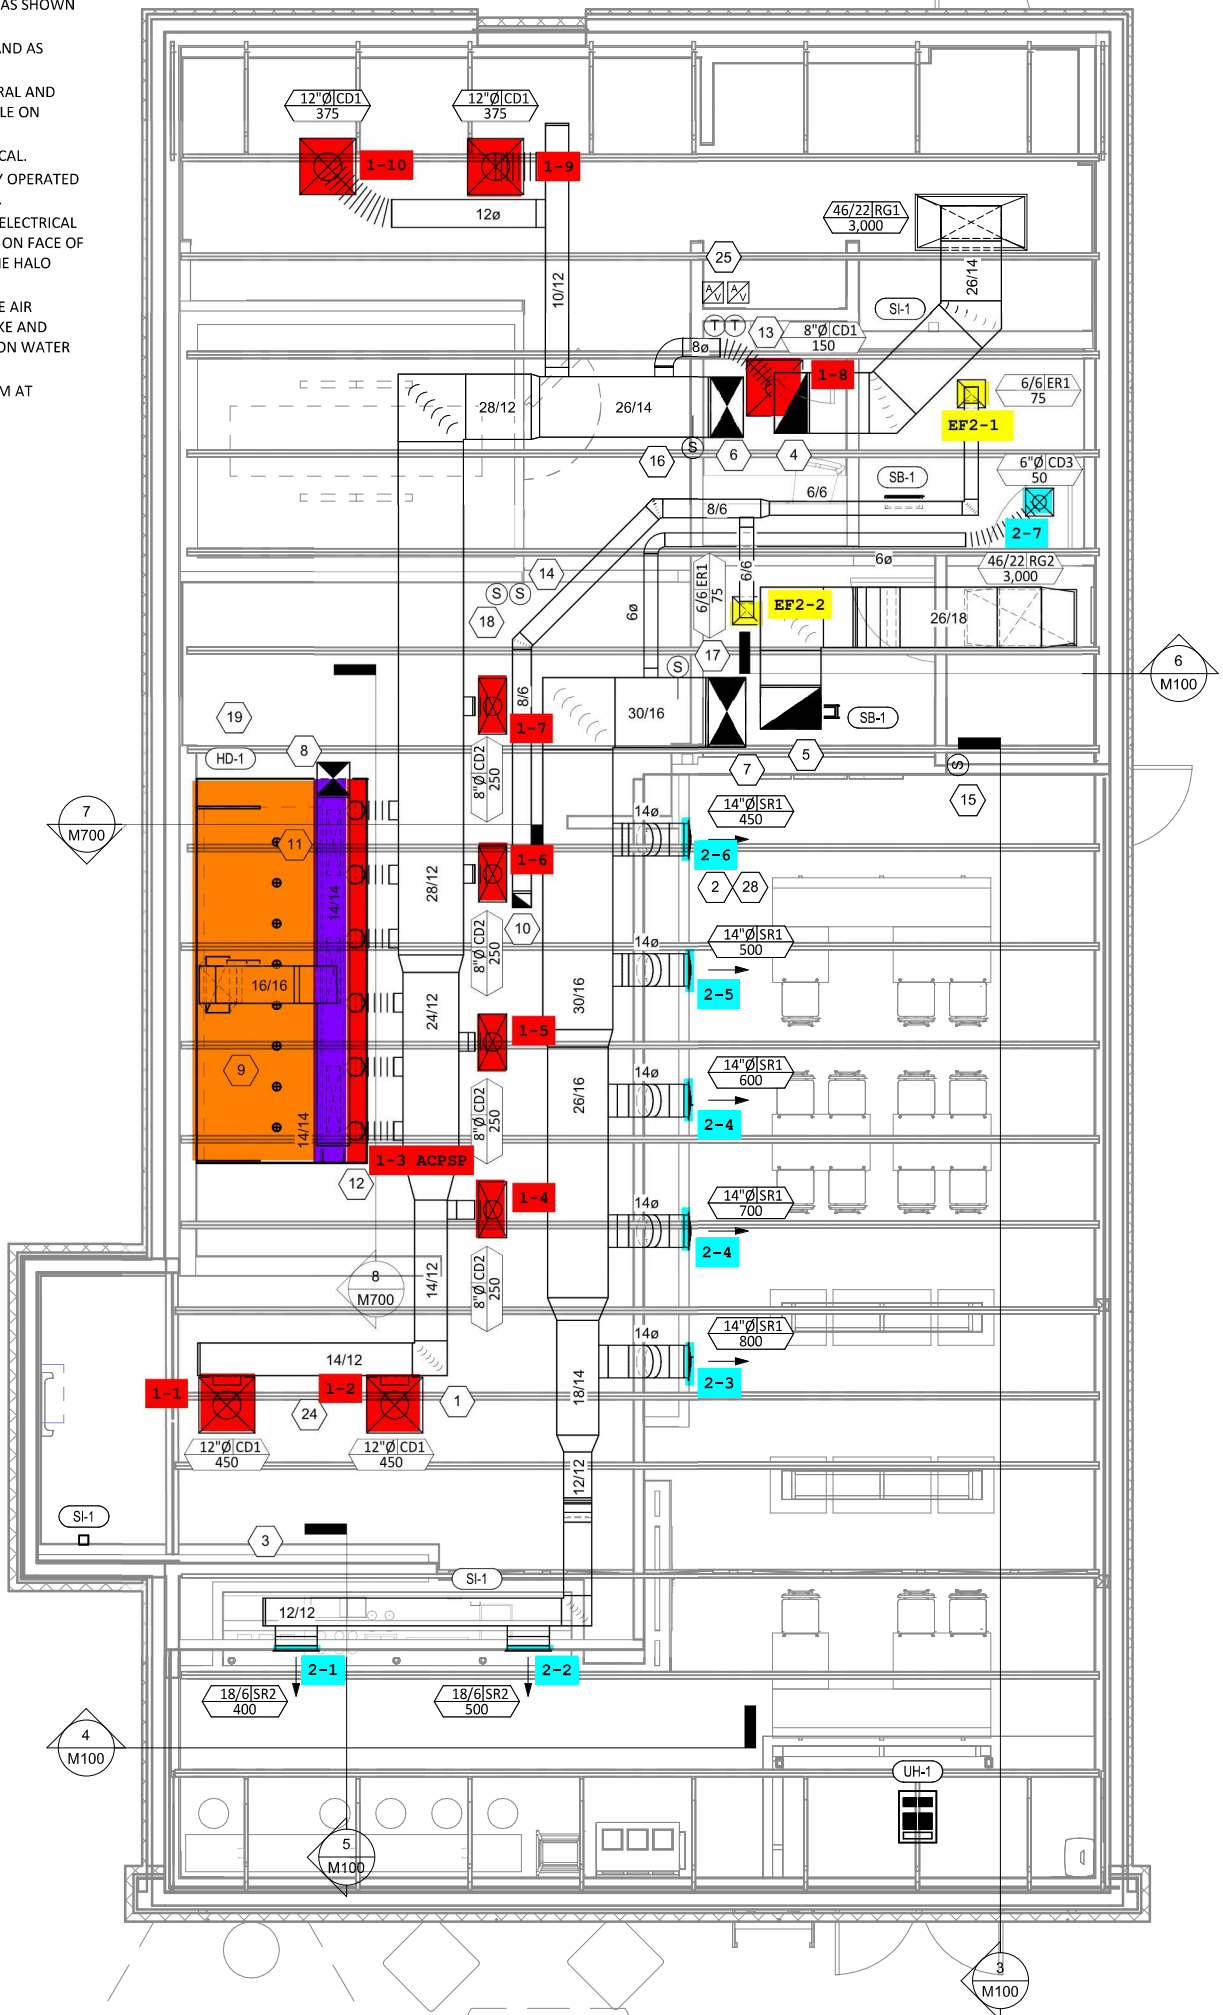 AS SHOWN
AND AS
RAL AND
LE ON
CAL.
Y OPERATED
ELECTRICAL
ON FACE OF
HE HALO
E AIR
KE AND
ON WATER
M AT
12"Ø CD1
375
12"Ø CD1
375
1-10
1-9
12ø
46/22 RG1
3,000
25
26/14
10/12
SI-1
A
V
A
V
T
T
13
8"Ø CD1
150
8ø
1-8
6/6 ER1
75
28/12
26/14
EF2-1
S
16
6
4
6"Ø CD3
50
SB-1
6/6
8/6
2-7
6ø
46/22 RG2
3,000
14
6/6 ER1
75
6/6
S
S
EF2-2
6ø
26/18
18
17
S
6
M100
8/6
19
1-7
30/16
SB-1
HD-1
8
8"Ø CD2
250
7
5
S
15
14ø
14"Ø SR1
450
7
M700
11
1-6
2-6
28/12
14/14
2
28
10
8"Ø CD2
250
14ø
14"Ø SR1
500
16/16
30/16
2-5
24/12
1-5
9
14ø
14"Ø SR1
600
26/16
8"Ø CD2
250
14/14
2-4
1-3 ACPSP
12
1-4
14ø
14"Ø SR1
700
2-4
8
M700
14/12
8"Ø CD2
250
14ø
14"Ø SR1
800
14/12
1-1
1-2
2-3
18/14
24
1
12"Ø CD1
450
12"Ø CD1
450
12/12
SI-1
3
SI-1
12/12
2-1
2-2
18/6 SR2
400
18/6 SR2
500
4
M100
UH-1
5
M100
3
M100